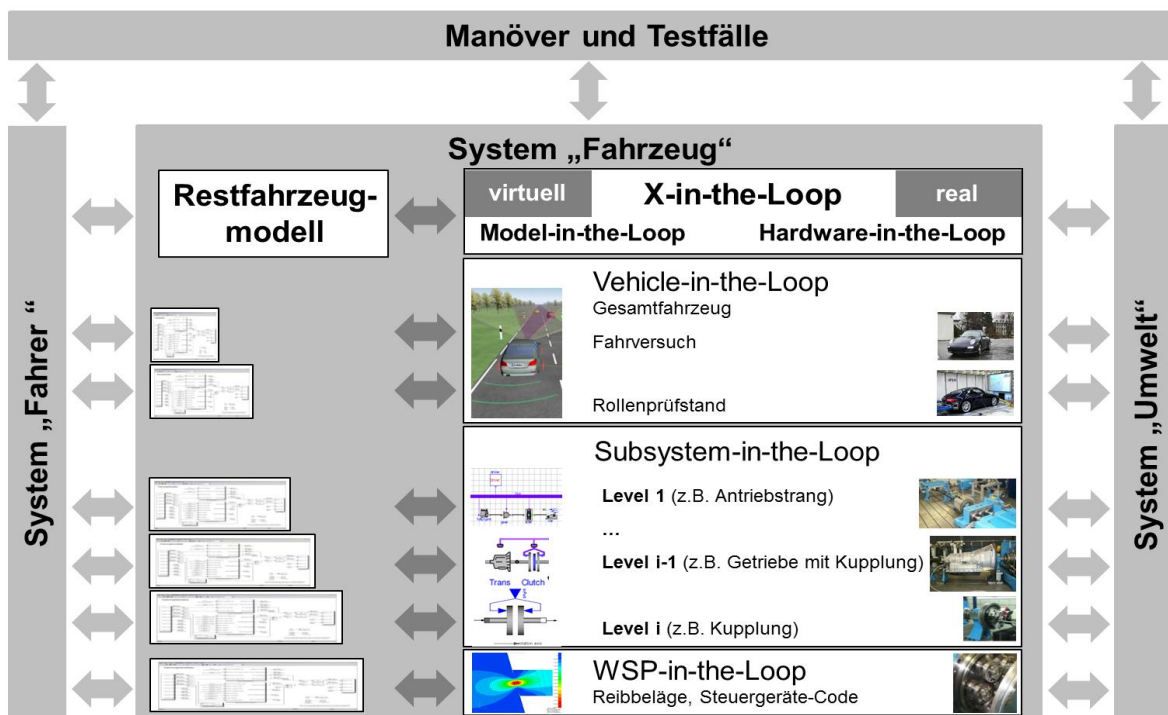 Manöver und Testfälle
System „Fahrer“
System „Fahrzeug“
Restfahrzeug-
modell
virtuell
X-in-the-Loop
real
Model-in-the-Loop
Hardware-in-the-Loop
Vehicle-in-the-Loop
Gesamtfahrzeug
Fahrversuch
Rollenprüfstand
Subsystem-in-the-Loop
Level 1 (z.B. Antriebstrang)
...
Level i-1 (z.B. Getriebe mit Kupplung)
Trans Clutch
Level i (z.B. Kupplung)
WSP-in-the-Loop
Reibbeläge, Steuergeräte-Code
System „Umwelt“